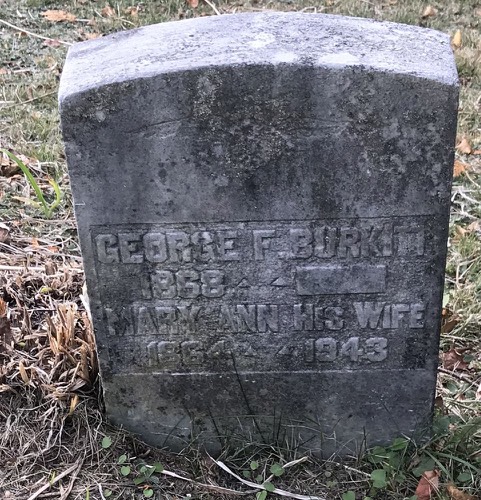 GEORGE F. BURKITT
1868 -
MARY ANN HIS WIFE
1864 - 1943